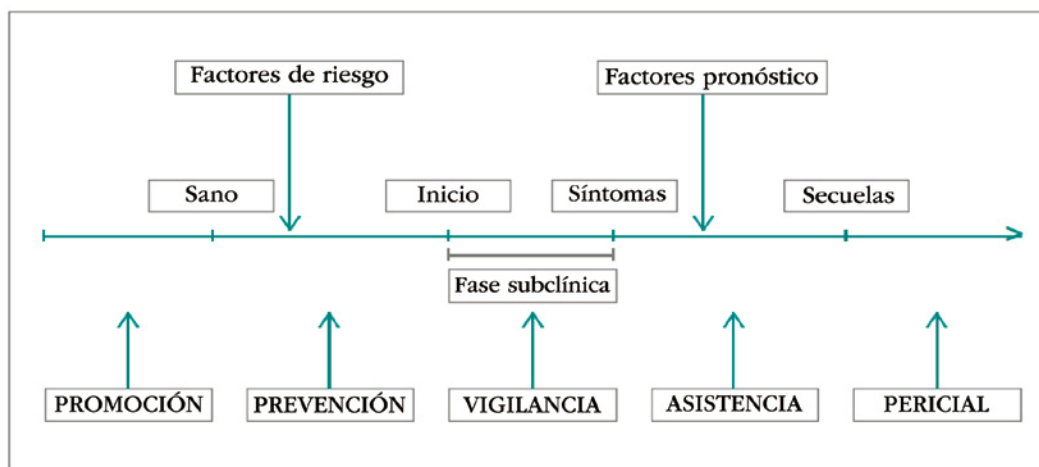 Factores de riesgo
Factores pronóstico
Sano
Inicio
Síntomas
Secuelas
Fase subclínica
PROMOCIÓN
PREVENCIÓN
VIGILANCIA
ASISTENCIA
PERICIAL